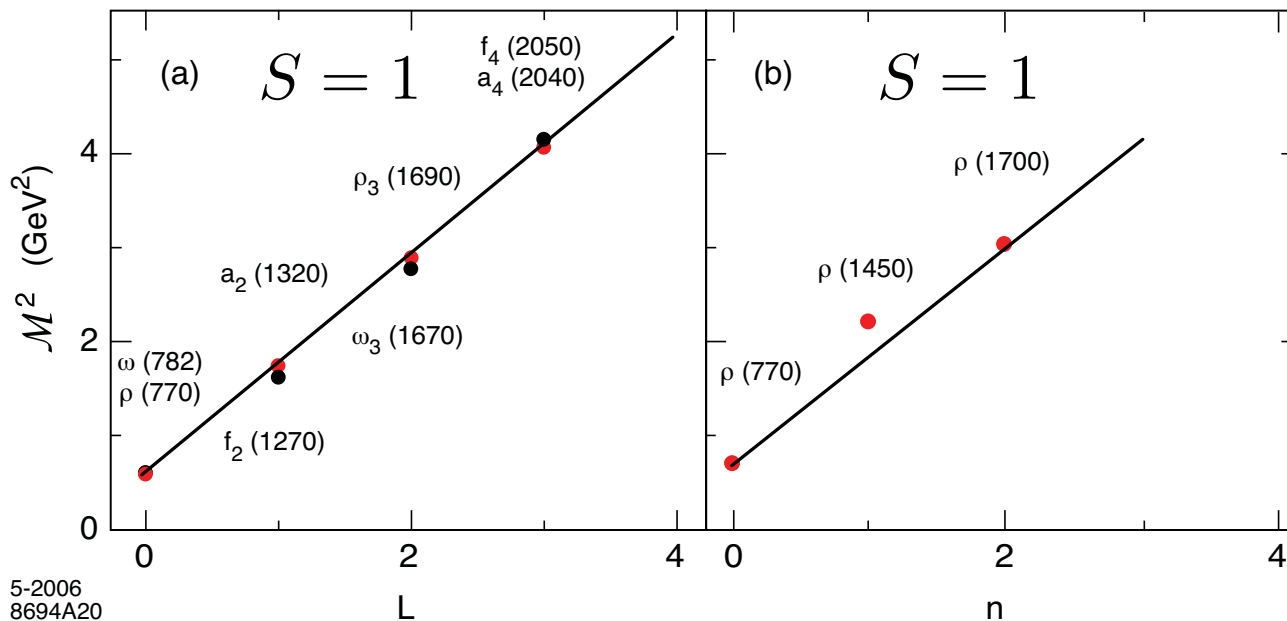 (a) S = 1
f4 (2050)
a4 (2040)
(b) S = 1
4
ρ3 (1690)
ρ (1700)
ℳ² (GeV²)
a2 (1320)
ρ (1450)
2
ω3 (1670)
ω (782)
ρ (770)
ρ (770)
f2 (1270)
0
0 2 4
0 2 4
5-2006
8694A20
L
n